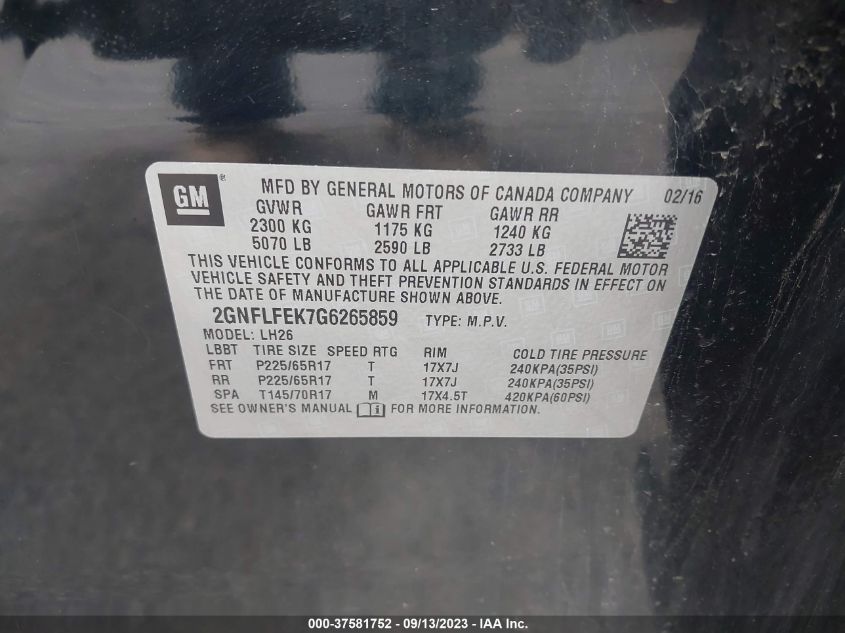 GM ® MFD BY GENERAL MOTORS OF CANADA COMPANY 02/16
GVWR GAWR FRT GAWR RR
2300 KG 1175 KG 1240 KG
5070 LB 2590 LB 2733 LB
THIS VEHICLE CONFORMS TO ALL APPLICABLE U.S. FEDERAL MOTOR
VEHICLE SAFETY AND THEFT PREVENTION STANDARDS IN EFFECT ON
THE DATE OF MANUFACTURE SHOWN ABOVE.
2GNFLFEK7G6265859 TYPE: M.P.V.
MODEL: LH26
LBBT TIRE SIZE SPEED RTG RIM COLD TIRE PRESSURE
FRT P225/65R17 T 17X7J 240KPA(35PSI)
RR P225/65R17 T 17X7J 240KPA(35PSI)
SPA T145/70R17 M 17X4.5T 420KPA(60PSI)
SEE OWNER'S MANUAL FOR MORE INFORMATION.
000-37581752 - 09/13/2023 - IAA Inc.